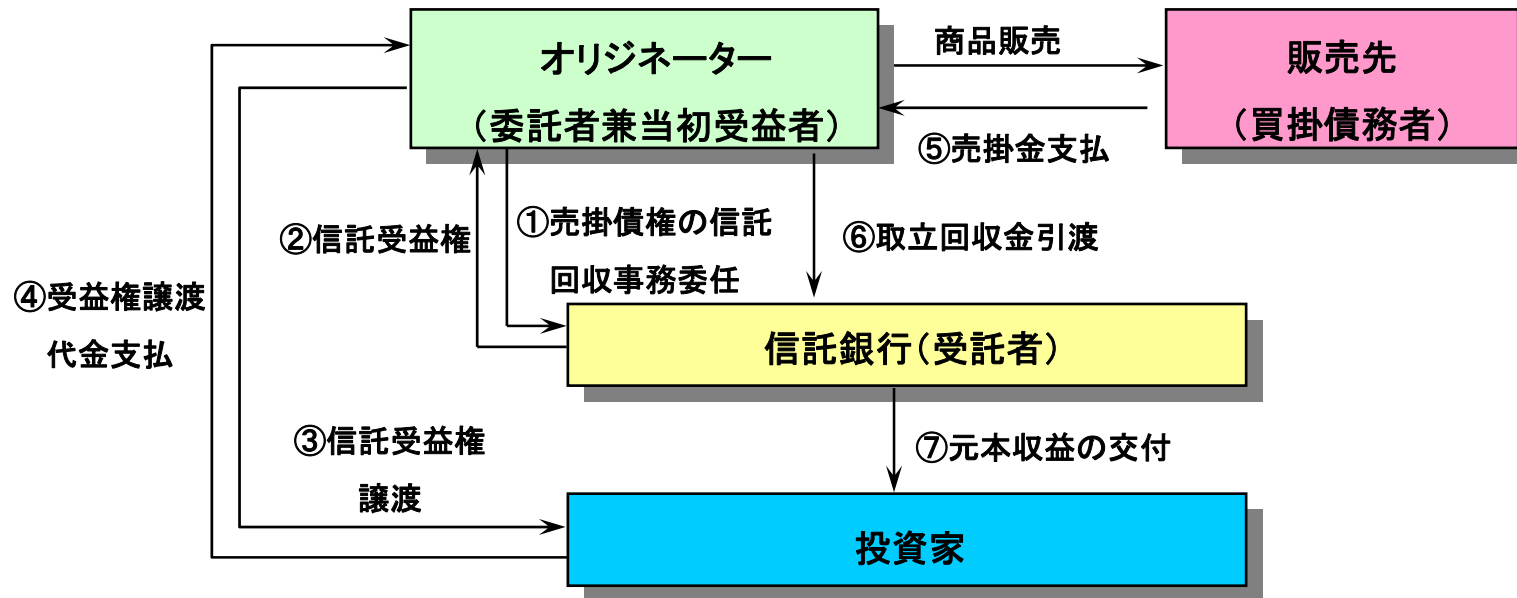 オリジネーター
（委託者兼当初受益者）
商品販売
販売先
（買掛債務者）
⑤売掛金支払
②信託受益権
①売掛債権の信託
回収事務委任
⑥取立回収金引渡
④受益権譲渡
代金支払
信託銀行（受託者）
③信託受益権
譲渡
⑦元本収益の交付
投資家